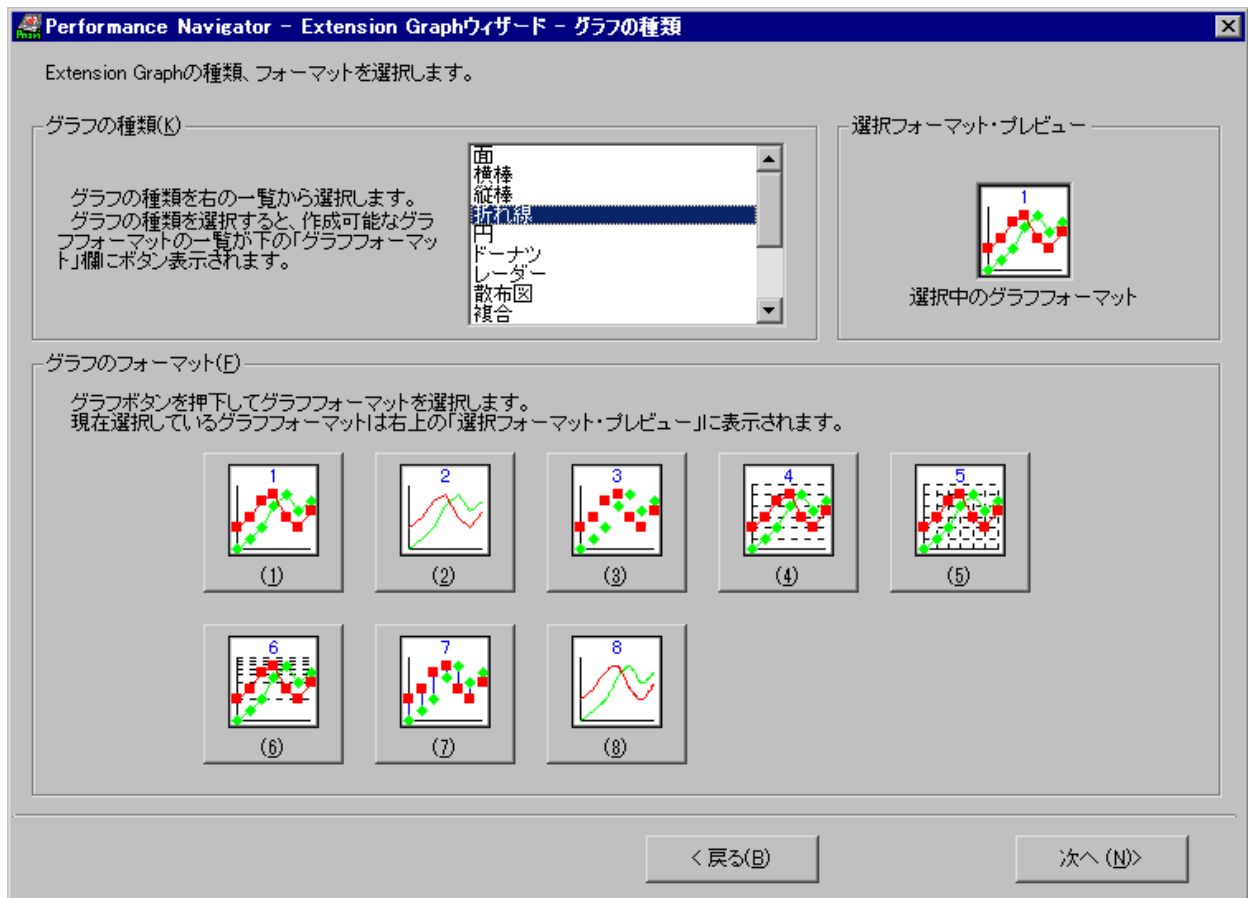 Performance Navigator - Extension Graphウィザード - グラフの種類
Extension Graphの種類、フォーマットを選択します。
グラフの種類(K)
グラフの種類を右の一覧から選択します。
グラフの種類を選択すると、作成可能なグラ
フフォーマットの一覧が下の「グラフフォーマッ
ト」欄にボタン表示されます。
面
横棒
縦棒
折れ線
円
ドーナツ
レーダー
散布図
複合
選択フォーマット・プレビュー
1
選択中のグラフフォーマット
グラフのフォーマット(F)
グラフボタンを押下してグラフフォーマットを選択します。
現在選択しているグラフフォーマットは右上の「選択フォーマット・プレビュー」に表示されます。
1
2
3
4
5
(1)
(2)
(3)
(4)
(5)
6
7
8
(6)
(7)
(8)
< 戻る(B)
次へ (N)>